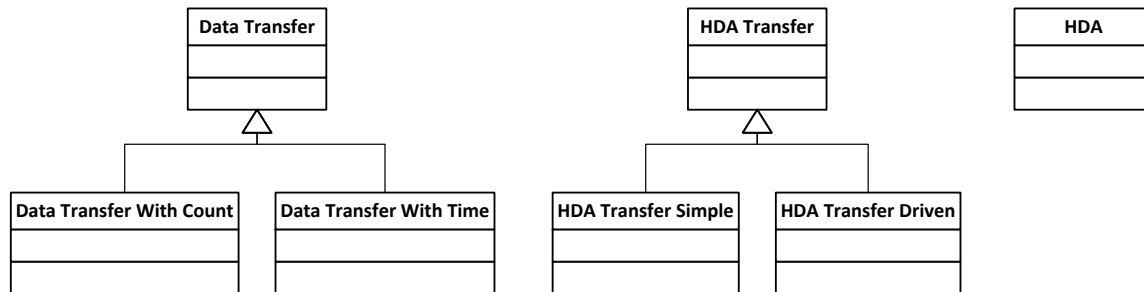 Data Transfer
HDA Transfer
HDA
Data Transfer With Count
Data Transfer With Time
HDA Transfer Simple
HDA Transfer Driven